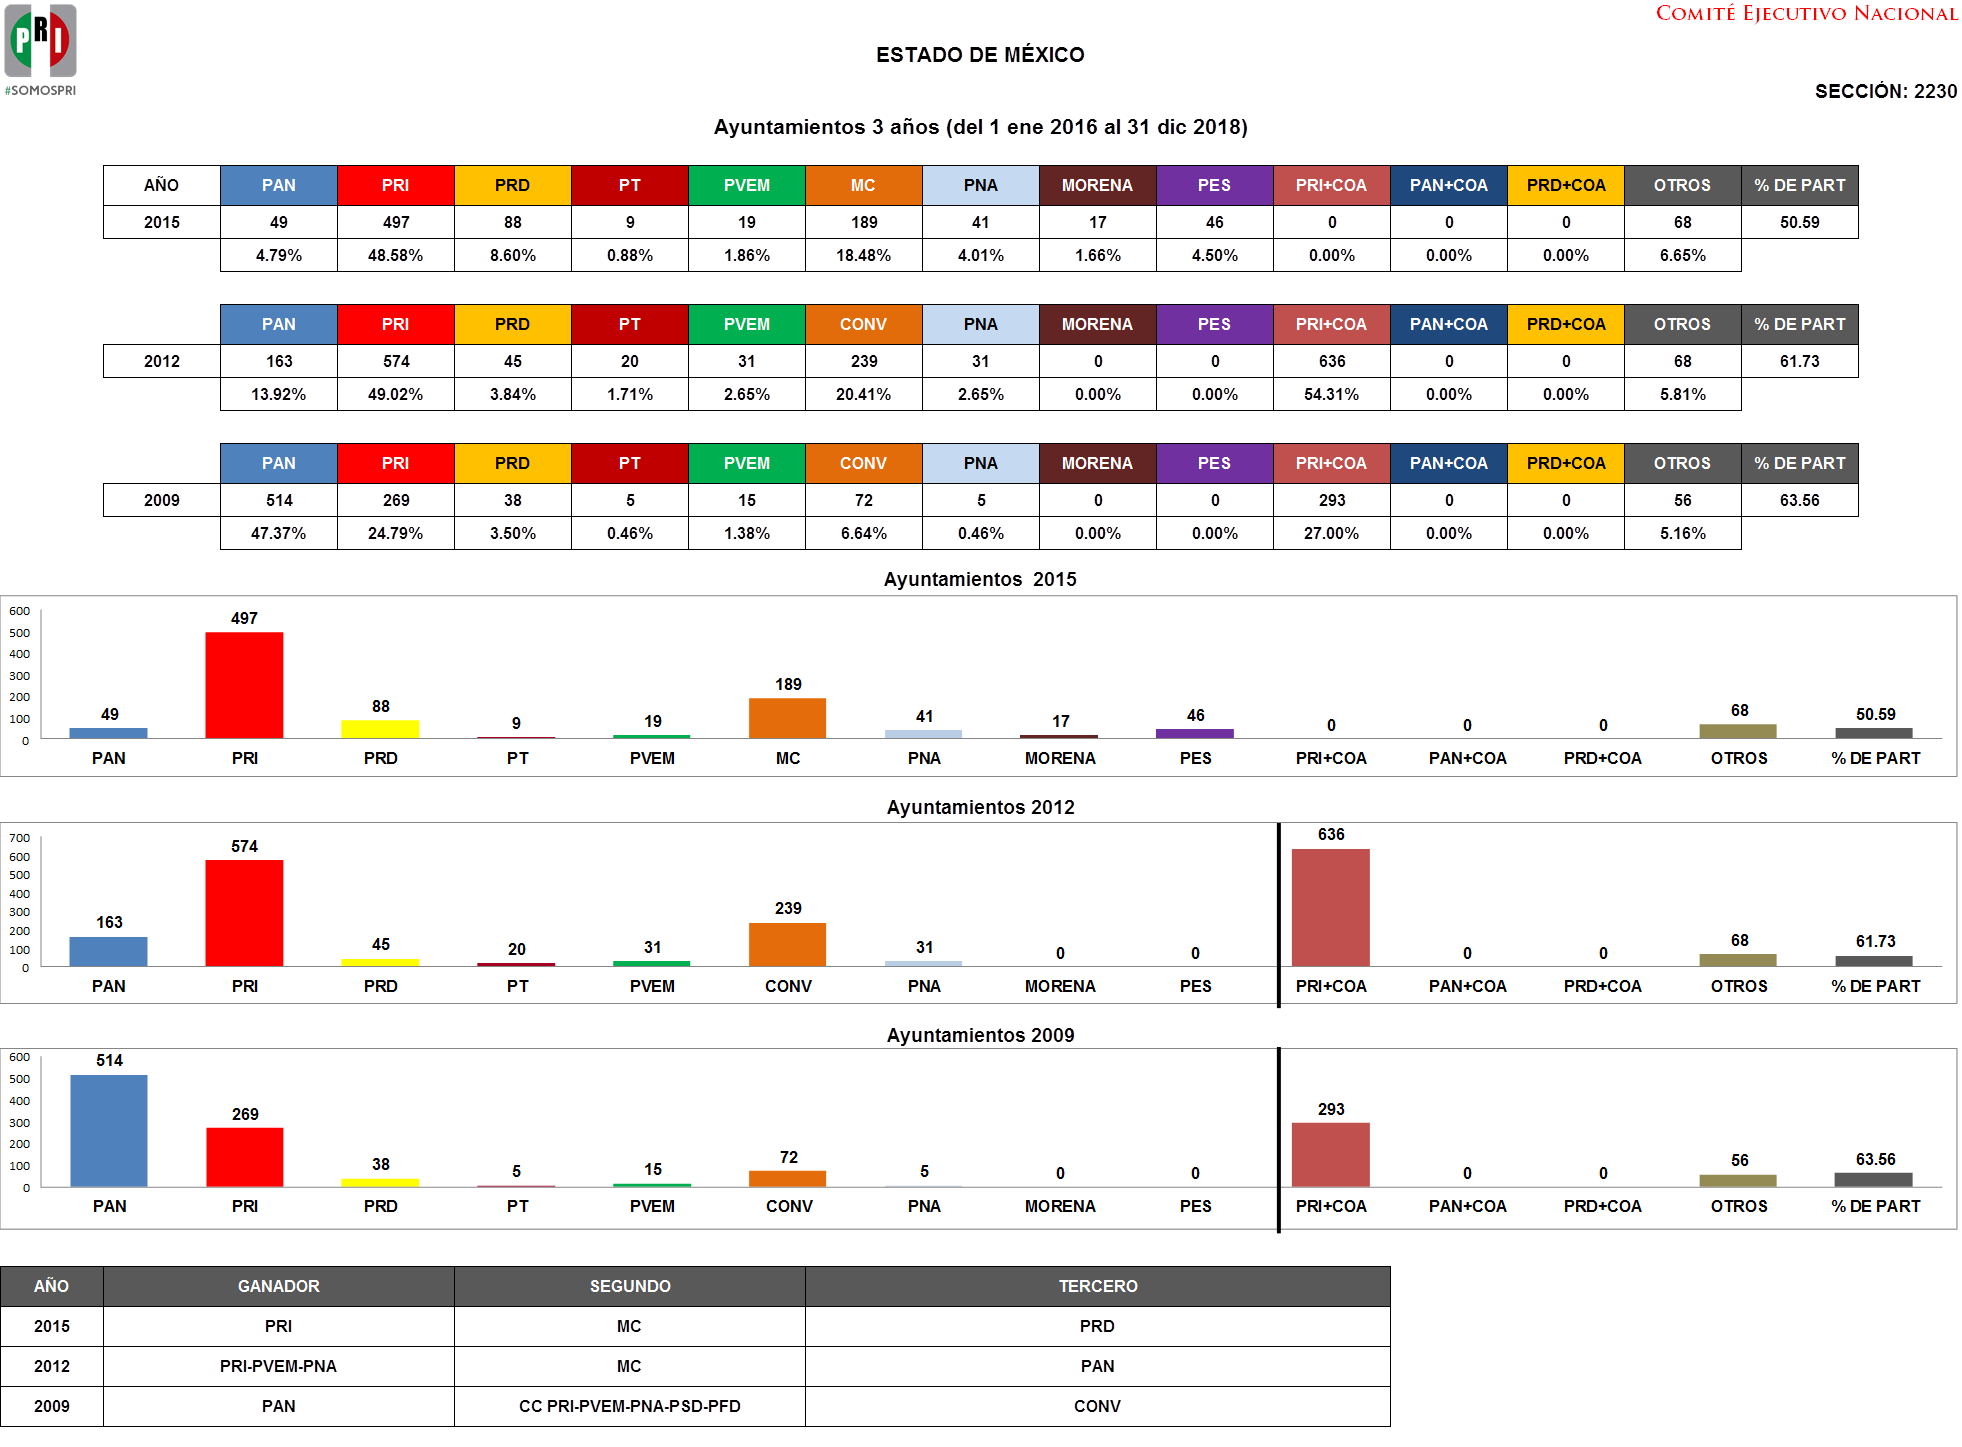 PRI
#SOMOSPRI
COMITÉ EJECUTIVO NACIONAL
ESTADO DE MÉXICO
SECCIÓN: 2230
Ayuntamientos 3 años (del 1 ene 2016 al 31 dic 2018)
AÑO PAN PRI PRD PT PVEM MC PNA MORENA PES PRI+COA PAN+COA PRD+COA OTROS % DE PART
2015 49 497 88 9 19 189 41 17 46 0 0 0 68 50.59
4.79% 48.58% 8.60% 0.88% 1.86% 18.48% 4.01% 1.66% 4.50% 0.00% 0.00% 0.00% 6.65%
PAN PRI PRD PT PVEM CONV PNA MORENA PES PRI+COA PAN+COA PRD+COA OTROS % DE PART
2012 163 574 45 20 31 239 31 0 0 636 0 0 68 61.73
13.92% 49.02% 3.84% 1.71% 2.65% 20.41% 2.65% 0.00% 0.00% 54.31% 0.00% 0.00% 5.81%
PAN PRI PRD PT PVEM CONV PNA MORENA PES PRI+COA PAN+COA PRD+COA OTROS % DE PART
2009 514 269 38 5 15 72 5 0 0 293 0 0 56 63.56
47.37% 24.79% 3.50% 0.46% 1.38% 6.64% 0.46% 0.00% 0.00% 27.00% 0.00% 0.00% 5.16%
Ayuntamientos 2015
600
500
400
300
200
100
0
49 497 88 9 19 189 41 17 46 0 0 0 68 50.59
PAN PRI PRD PT PVEM MC PNA MORENA PES PRI+COA PAN+COA PRD+COA OTROS % DE PART
Ayuntamientos 2012
700
600
500
400
300
200
100
0
163 574 45 20 31 239 31 0 0 636 0 0 68 61.73
PAN PRI PRD PT PVEM CONV PNA MORENA PES PRI+COA PAN+COA PRD+COA OTROS % DE PART
Ayuntamientos 2009
600
500
400
300
200
100
0
514 269 38 5 15 72 5 0 0 293 0 0 56 63.56
PAN PRI PRD PT PVEM CONV PNA MORENA PES PRI+COA PAN+COA PRD+COA OTROS % DE PART
AÑO GANADOR SEGUNDO TERCERO
2015 PRI MC PRD
2012 PRI-PVEM-PNA MC PAN
2009 PAN CC PRI-PVEM-PNA-PSD-PFD CONV